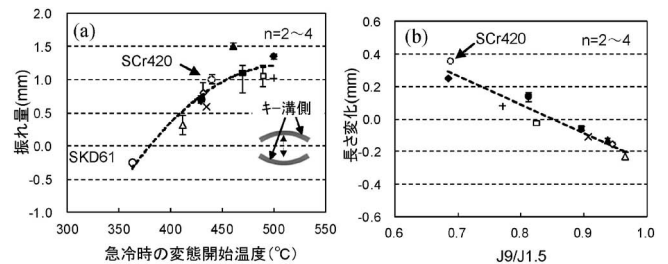 (a)
n=2～4
SCr420
キー溝側
SKD61
振れ量(mm)
2.0
1.5
1.0
0.5
0.0
-0.5
-1.0
300
350
400
450
500
550
急冷時の変態開始温度(℃)
(b)
SCr420
n=2～4
長さ変化(mm)
0.6
0.4
0.2
0.0
-0.2
-0.4
0.6
0.6
0.7
0.8
0.9
1.0
J9/J1.5